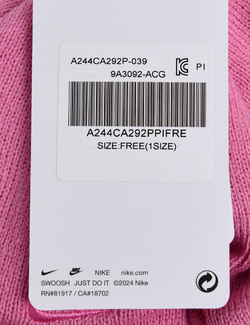 A244CA292P-039
9A3092-ACG
PI
A244CA292PPIFRE
SIZE:FREE(1SIZE)
NIKE nike.com
SWOOSH JUST DO IT ©2024 Nike
RN#81917 / CA#18702